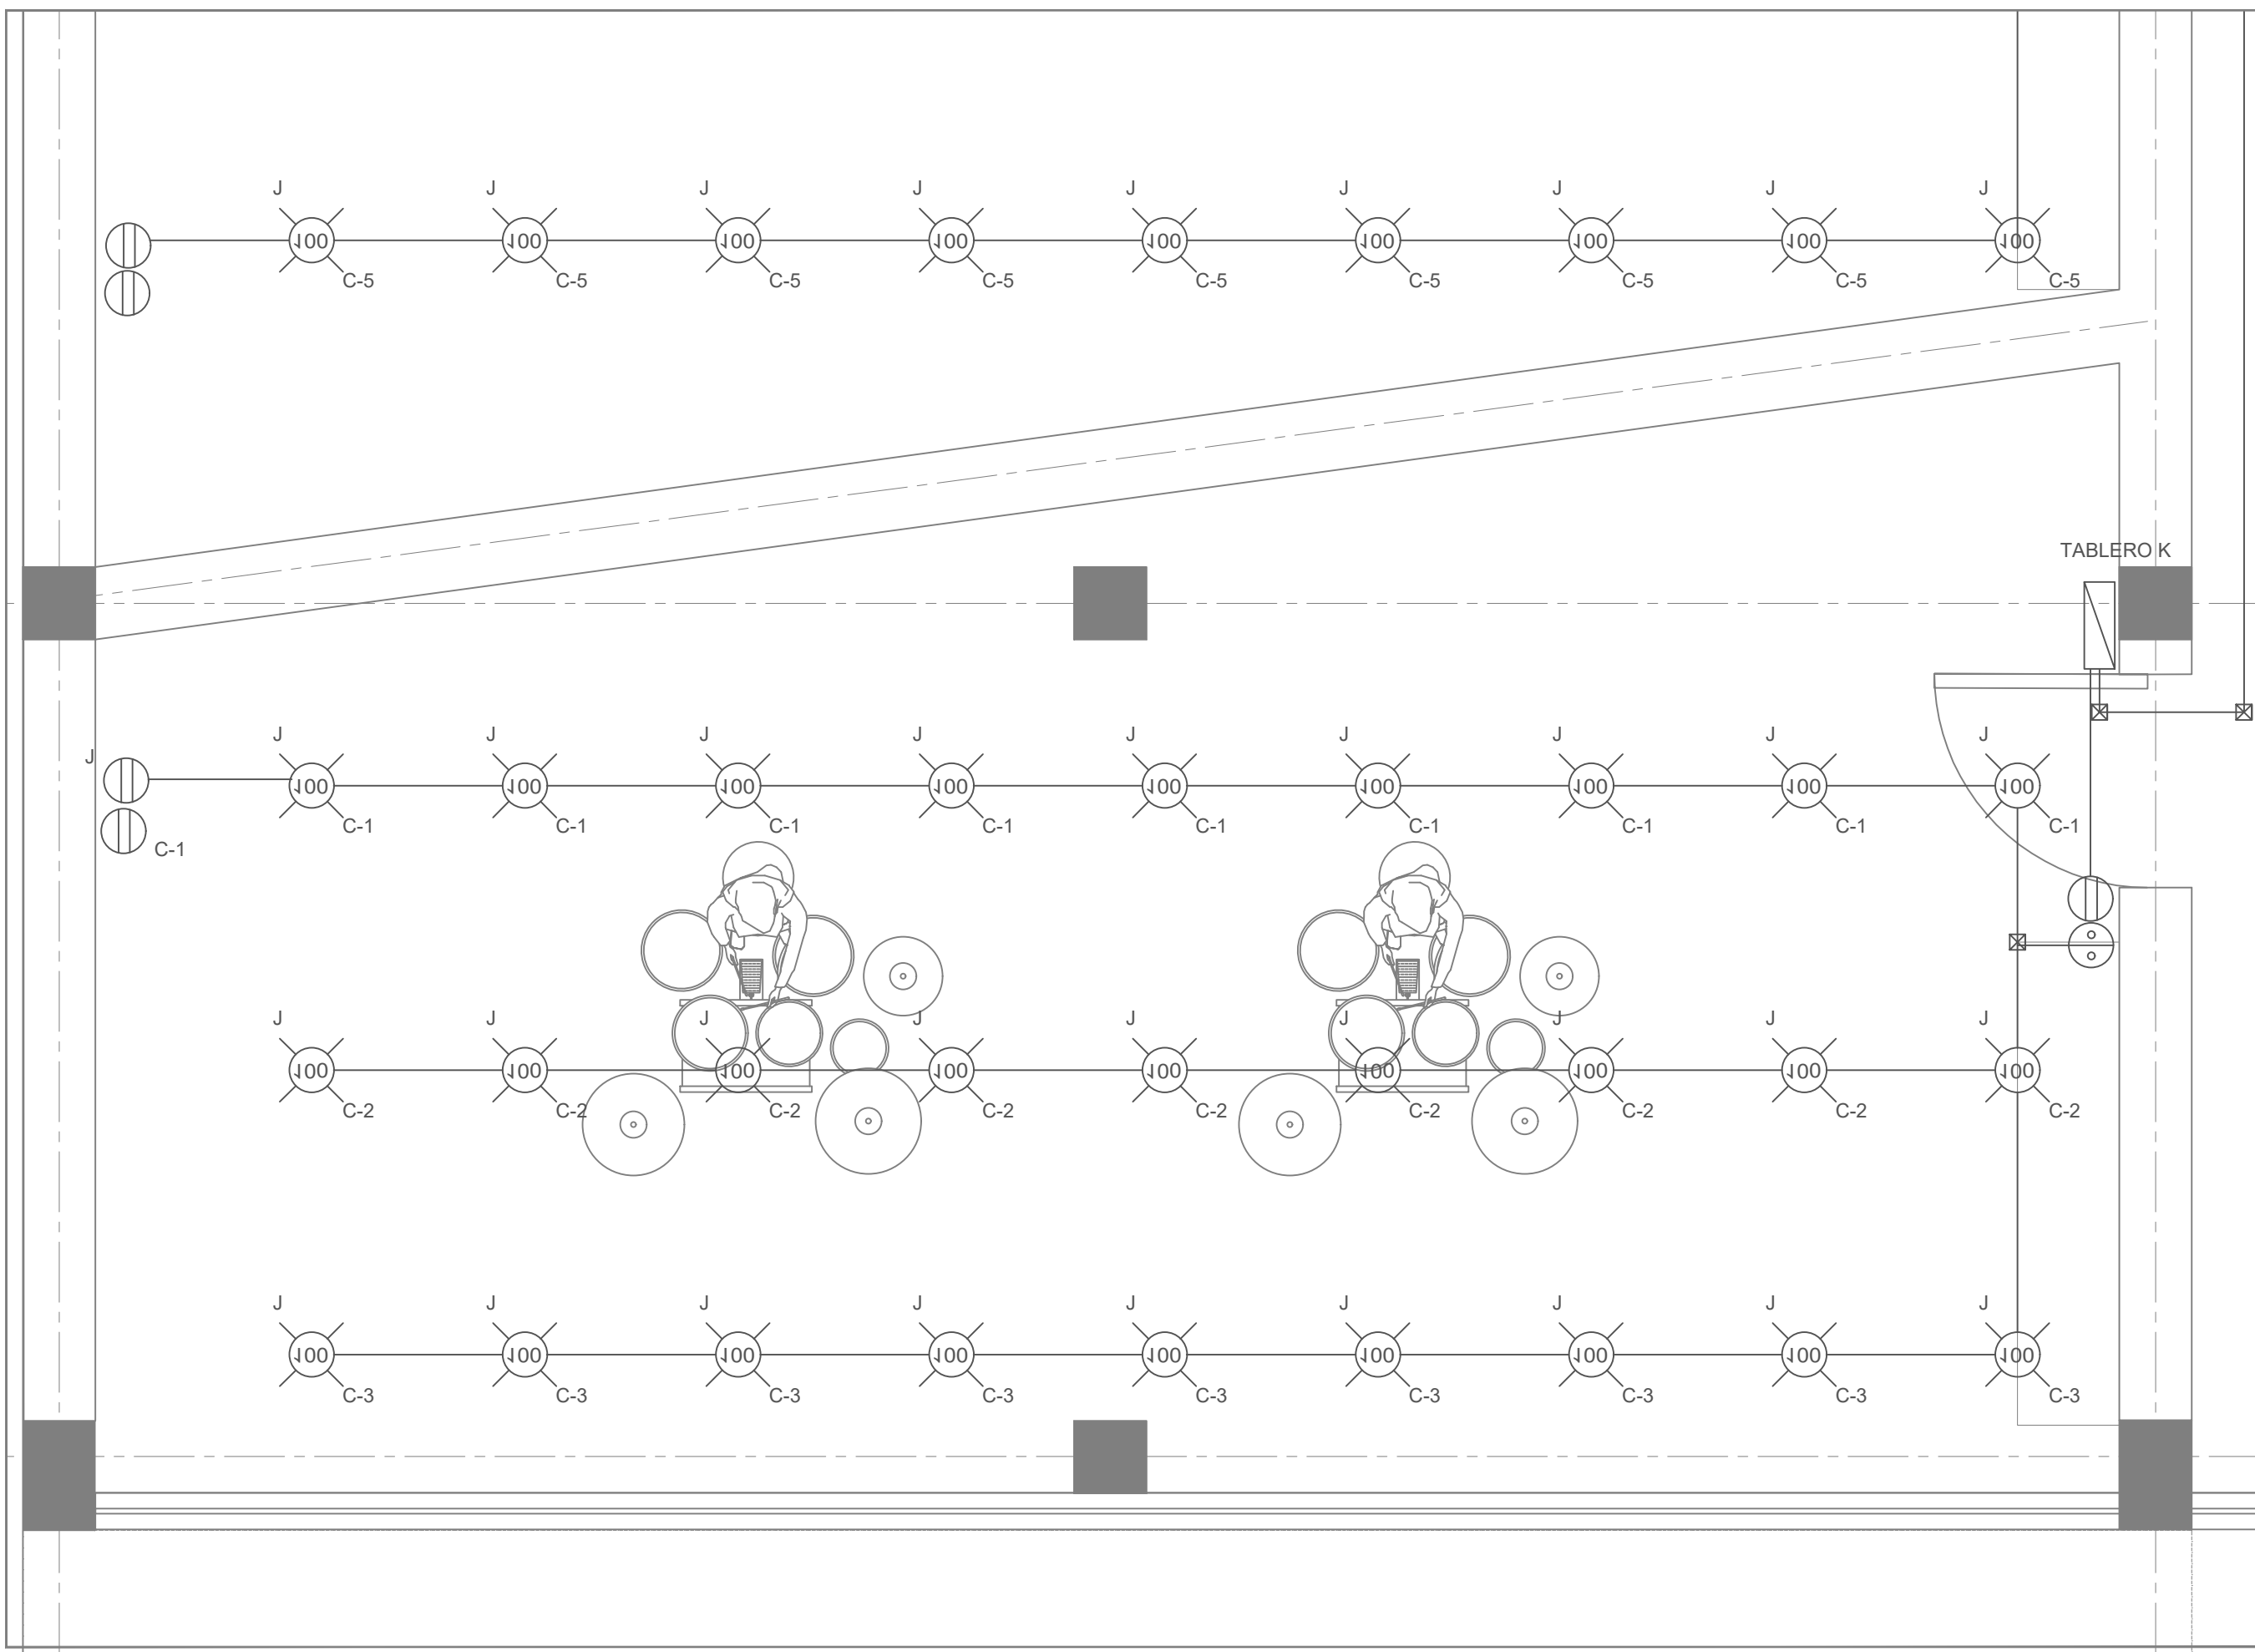 J J J J J J J J J
100 100 100 100 100 100 100 100 100
C-5 C-5 C-5 C-5 C-5 C-5 C-5 C-5 C-5
TABLERO K
J J J J J J J J J
J
100 100 100 100 100 100 100 100 100
C-1 C-1 C-1 C-1 C-1 C-1 C-1 C-1 C-1
C-1
J J J J J J J J J
100 100 100 100 100 100 100 100 100
C-2 C-2 C-2 C-2 C-2 C-2 C-2 C-2 C-2
J J J J J J J J J
100 100 100 100 100 100 100 100 100
C-3 C-3 C-3 C-3 C-3 C-3 C-3 C-3 C-3